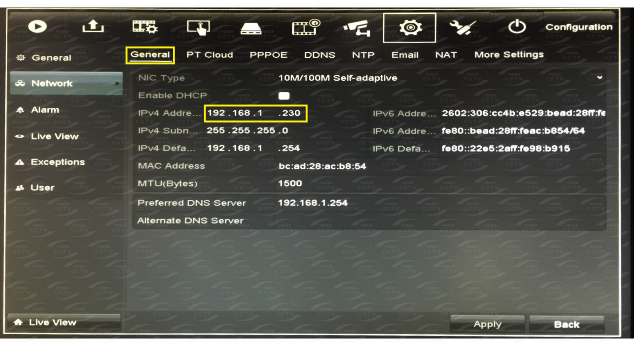 Configuration
General PT Cloud PPPOE DDNS NTP Email NAT More Settings
General
Network
Alarm
Live View
Exceptions
User
NIC Type 10M/100M Self-adaptive
Enable DHCP
IPv4 Addre... 192 .168 .1 .230 IPv6 Addre... 2602:306:cc4b:e529:bead:28ff:fe
IPv4 Subn... 255 .255 .255 .0 IPv6 Addre... fe80::bead:28ff:feac:b854/64
IPv4 Defa... 192 .168 .1 .254 IPv6 Defa... fe80::22e5:2aff:fe98:b915
MAC Address bc:ad:28:ac:b8:54
MTU(Bytes) 1500
Preferred DNS Server 192.168.1.254
Alternate DNS Server
Live View
Apply Back